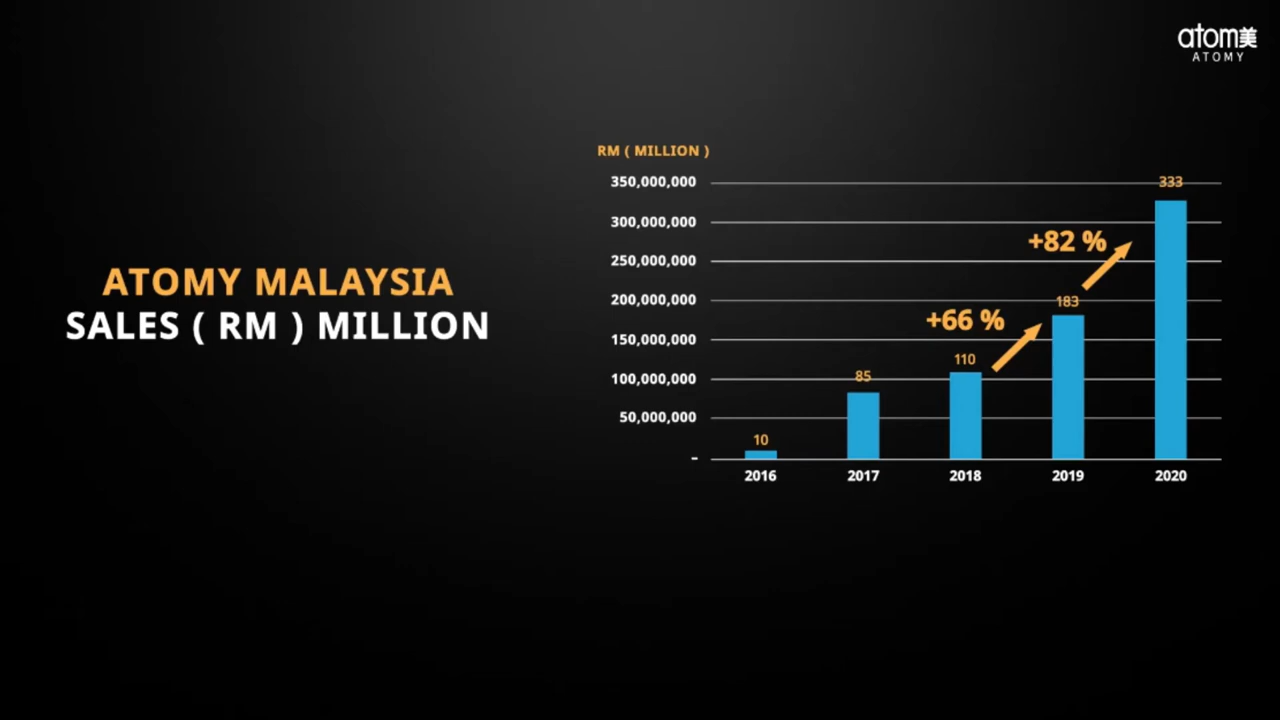 atom美
ATOMY
RM ( MILLION )
350,000,000
333
300,000,000
+82 %
250,000,000
200,000,000
183
ATOMY MALAYSIA
SALES ( RM ) MILLION
+66 %
150,000,000
110
100,000,000
85
50,000,000
10
-
2016 2017 2018 2019 2020